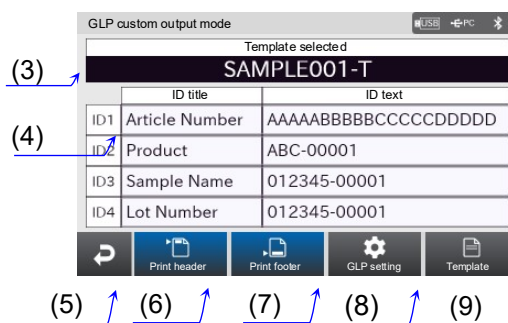 GLP custom output mode USB PC
Template selected
(3) SAMPLE001-T
ID title ID text
ID1 Article Number AAAAABBBBBCCCCCDDDDD
(4)
ID2 Product ABC-00001
ID3 Sample Name 012345-00001
ID4 Lot Number 012345-00001
Print header Print footer GLP setting Template
(5) (6) (7) (8) (9)